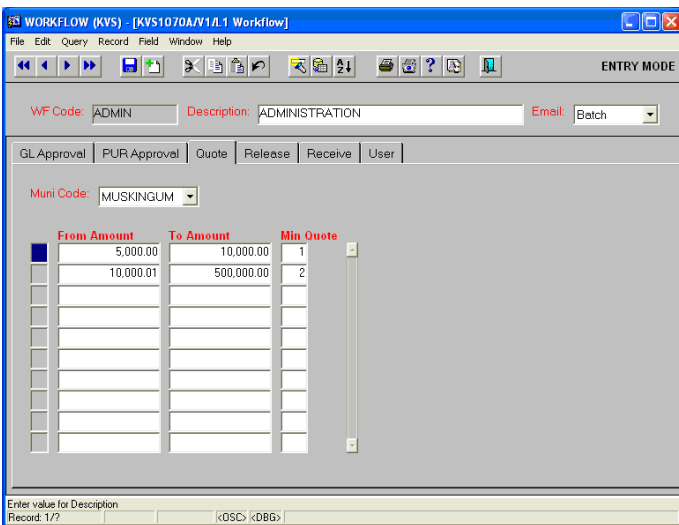 WORKFLOW (KVS) - [KVS1070A/V1/L1 Workflow]
File Edit Query Record Field Window Help
ENTRY MODE
WF Code: ADMIN Description: ADMINISTRATION Email: Batch
GL Approval PUR Approval Quote Release Receive User
Muni Code: MUSKINGUM
From Amount To Amount Min Quote
5,000.00 10,000.00 1
10,000.01 500,000.00 2
Enter value for Description
Record: 1/? <OSC> <DBG>